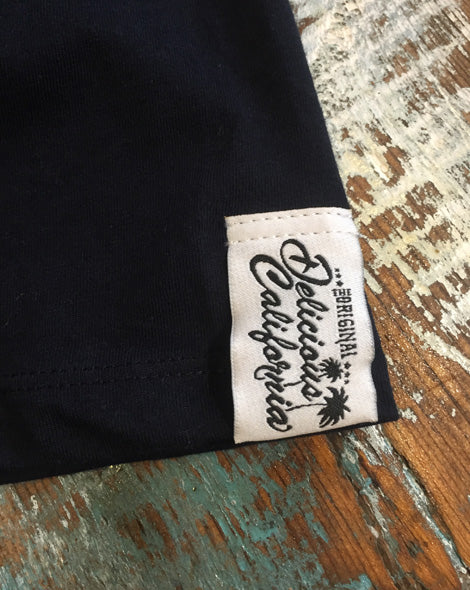 THE ORIGINAL
Delicious
California